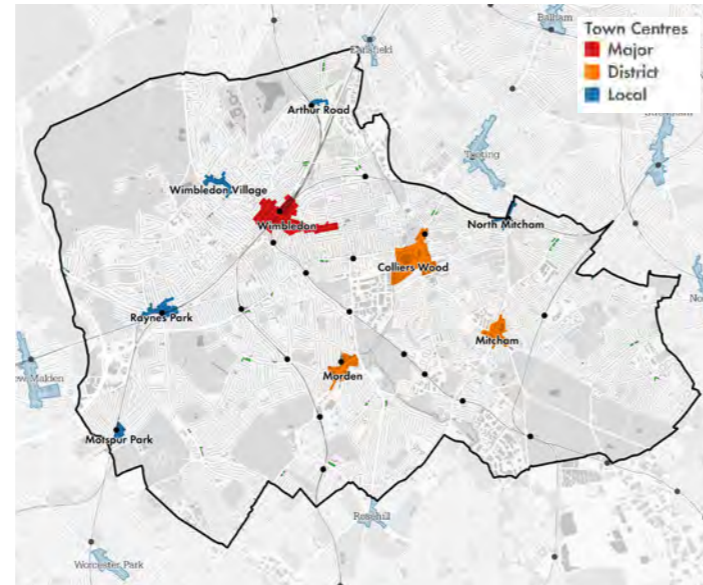 Balham
Town Centres
Major
District
Local
Earlsfield
Arthur Road
Tooting
Wimbledon Village
Wimbledon
North Mitcham
Colliers Wood
Raynes Park
Mitcham
Morden
Motspur Park
Rosehill
Worcester Park